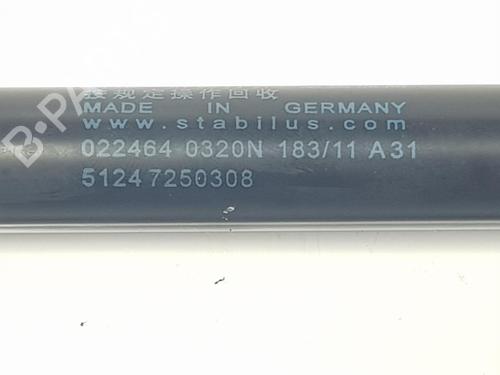 按规定操作回收
MADE IN GERMANY
www.stabilus.com
022464 0320N 183/11 A31
51247250308
B-PARTS